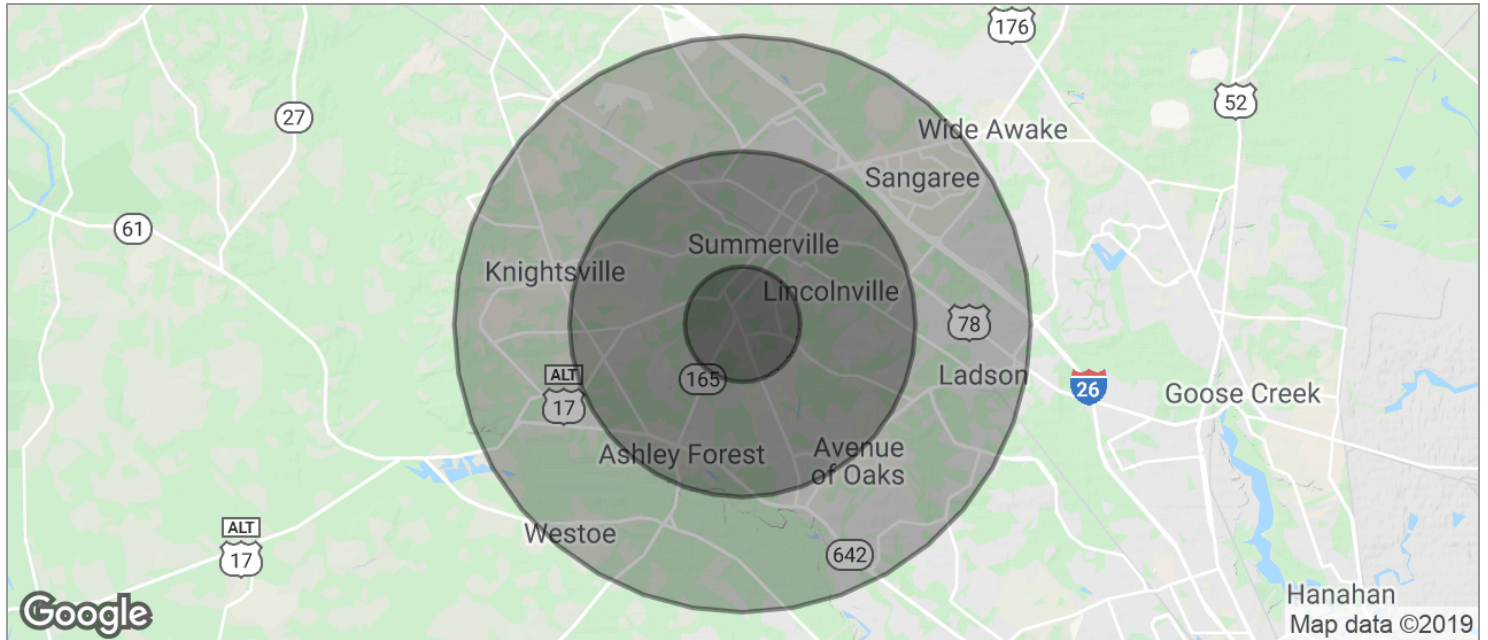 176
52
27
Wide Awake
Sangaree
61
Summerville
Knightsville
Lincolnville
78
165
Ladson
ALT
17
26
Goose Creek
Ashley Forest
Avenue
of Oaks
Westoe
ALT
17
642
Hanahan
Google
Map data ©2019